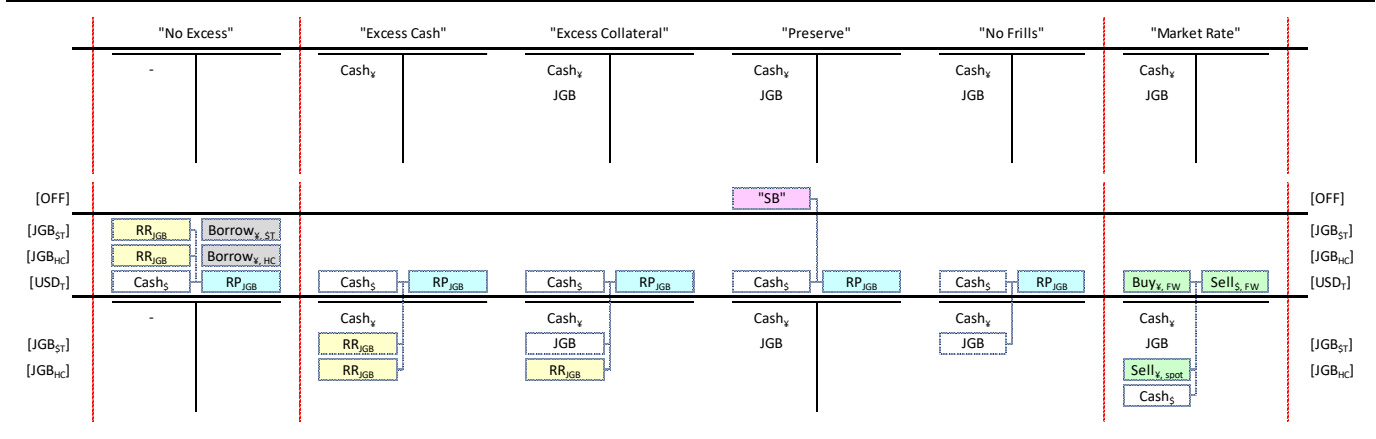 "No Excess" "Excess Cash" "Excess Collateral" "Preserve" "No Frills" "Market Rate"
- Cash¥ Cash¥ Cash¥ Cash¥ Cash¥
JGB JGB JGB JGB
[OFF] "SB" [OFF]
[JGB$T] RRJGB Borrow¥, $T [JGB$T]
[JGBHC] RRJGB Borrow¥, HC [JGBHC]
[USDT] Cash$ RPJGB Cash$ RPJGB Cash$ RPJGB Cash$ RPJGB Cash$ RPJGB Buy¥, FW Sell$, FW [USDT]
- Cash¥ Cash¥ Cash¥ Cash¥ Cash¥
[JGB$T] RRJGB JGB JGB JGB JGB [JGB$T]
[JGBHC] RRJGB RRJGB Sell¥, spot [JGBHC]
Cash$